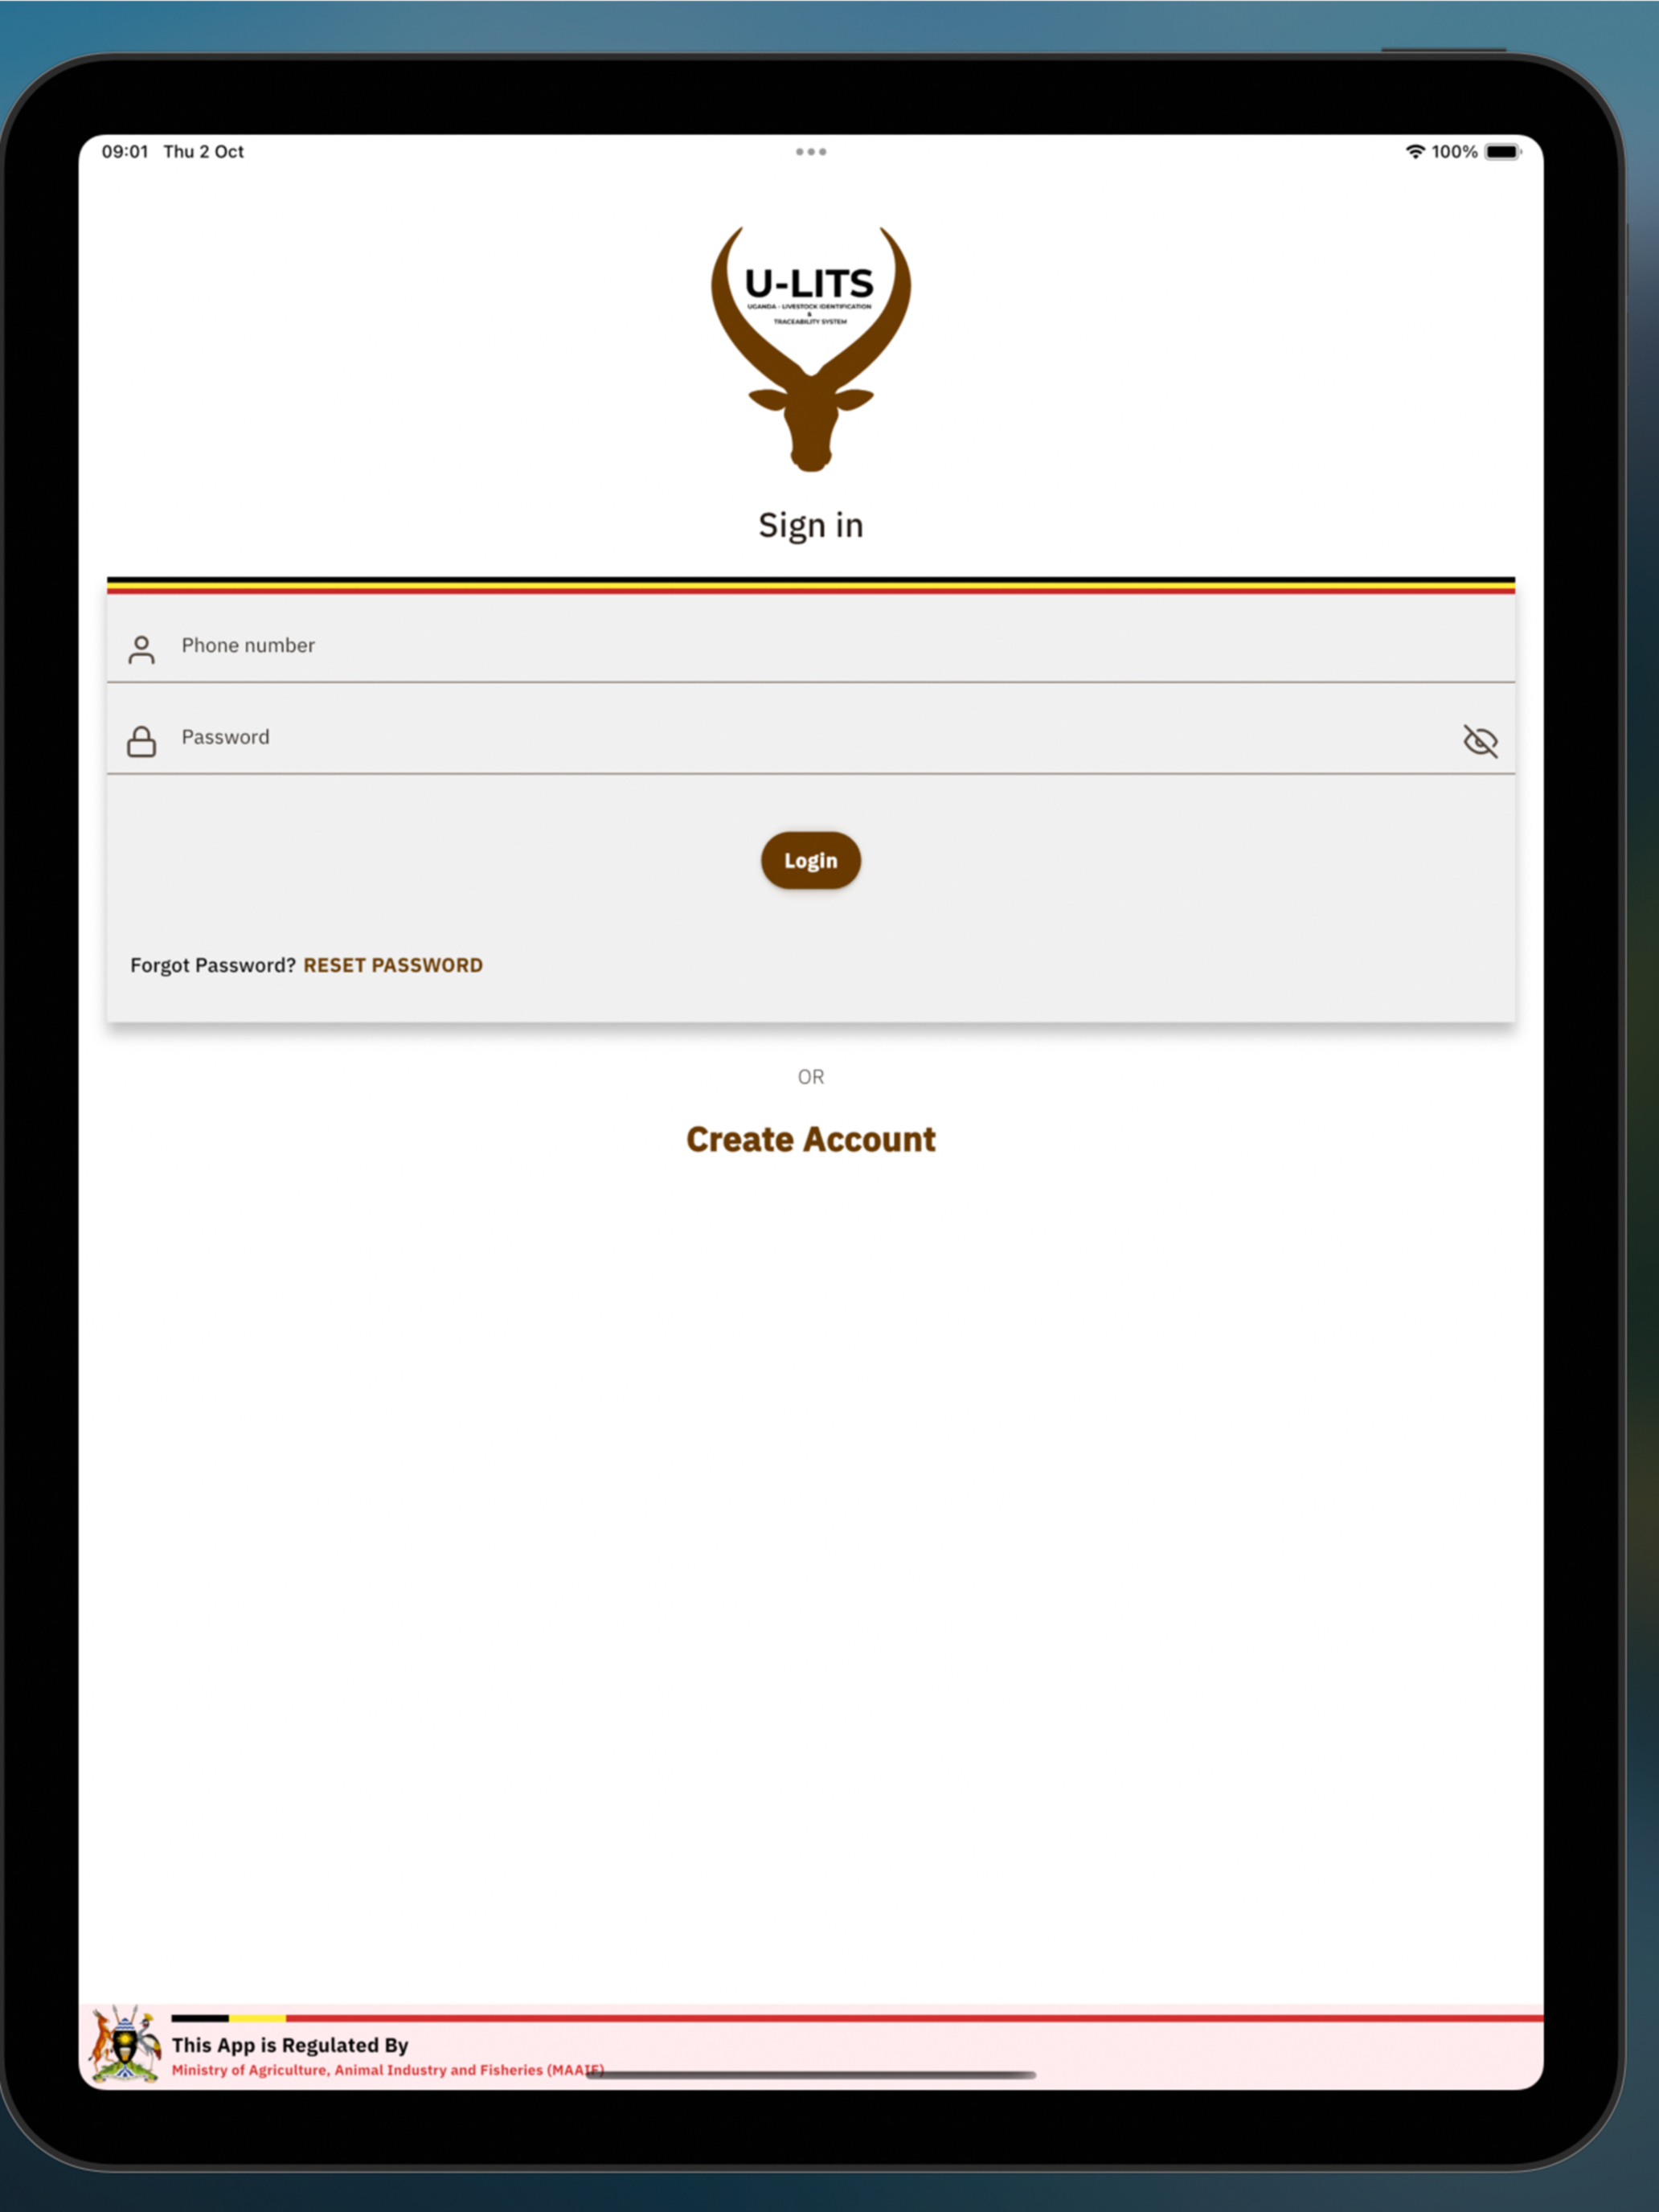 09:01 Thu 2 Oct
100%
U-LITS
UGANDA - LIVESTOCK IDENTIFICATION
&
TRACEABILITY SYSTEM
Sign in
Phone number
Password
Login
Forgot Password? RESET PASSWORD
OR
Create Account
This App is Regulated By
Ministry of Agriculture, Animal Industry and Fisheries (MAAIF)